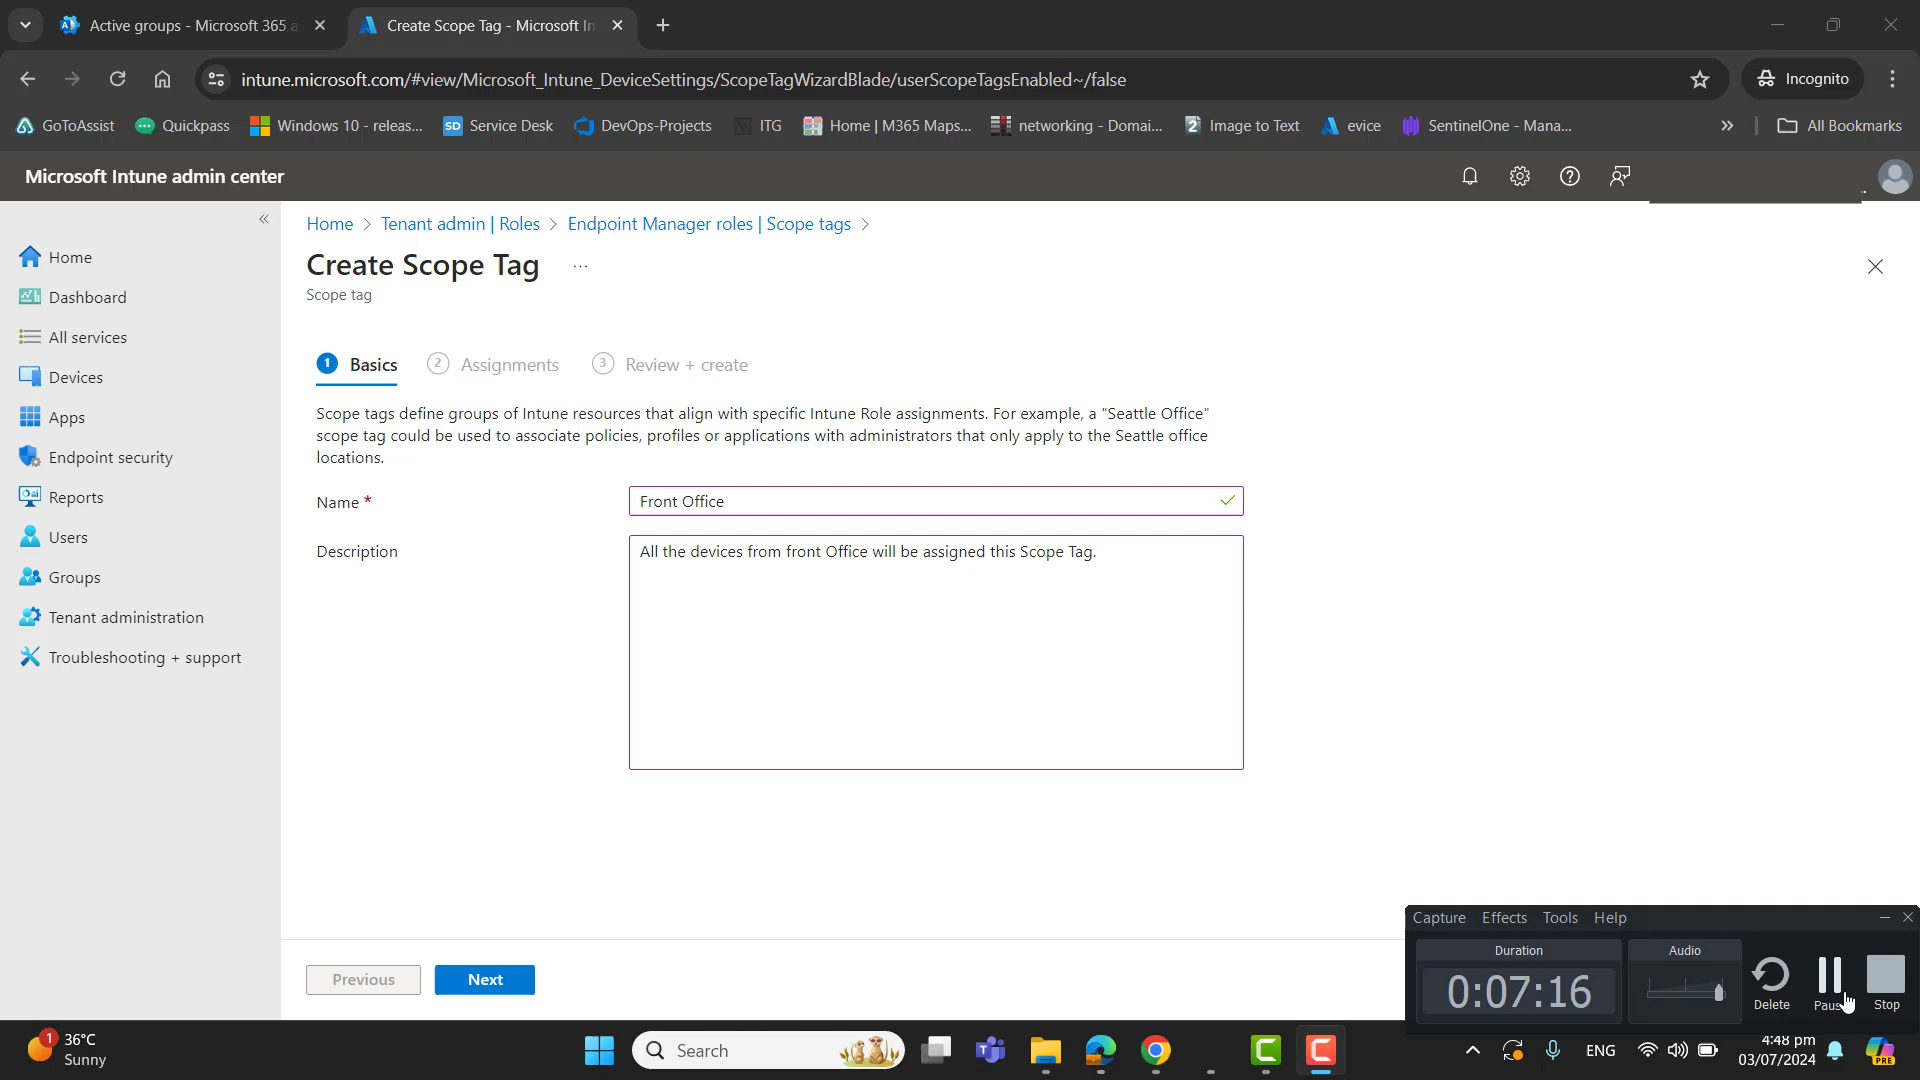 Active groups - Microsoft 365 a
Create Scope Tag - Microsoft In
intune.microsoft.com/#view/Microsoft_Intune_DeviceSettings/ScopeTagWizardBlade/userScopeTagsEnabled~/false
Incognito
GoToAssist
Quickpass
Windows 10 - releas...
SD Service Desk
DevOps-Projects
ITG
Home | M365 Maps...
networking - Domai...
Image to Text
evice
SentinelOne - Mana...
All Bookmarks
Microsoft Intune admin center
Home > Tenant admin | Roles > Endpoint Manager roles | Scope tags >
Create Scope Tag ...
Scope tag
Home
Dashboard
All services
Devices
Apps
Endpoint security
Reports
Users
Groups
Tenant administration
Troubleshooting + support
1 Basics 2 Assignments 3 Review + create
Scope tags define groups of Intune resources that align with specific Intune Role assignments. For example, a "Seattle Office"
scope tag could be used to associate policies, profiles or applications with administrators that only apply to the Seattle office
locations.
Name *
Front Office
Description
All the devices from front Office will be assigned this Scope Tag.
Previous
Next
Capture Effects Tools Help
Duration
0:07:16
Audio
Delete
Paus
Stop
1
36°C
Sunny
Search
ENG
4:48 pm
03/07/2024
PRE